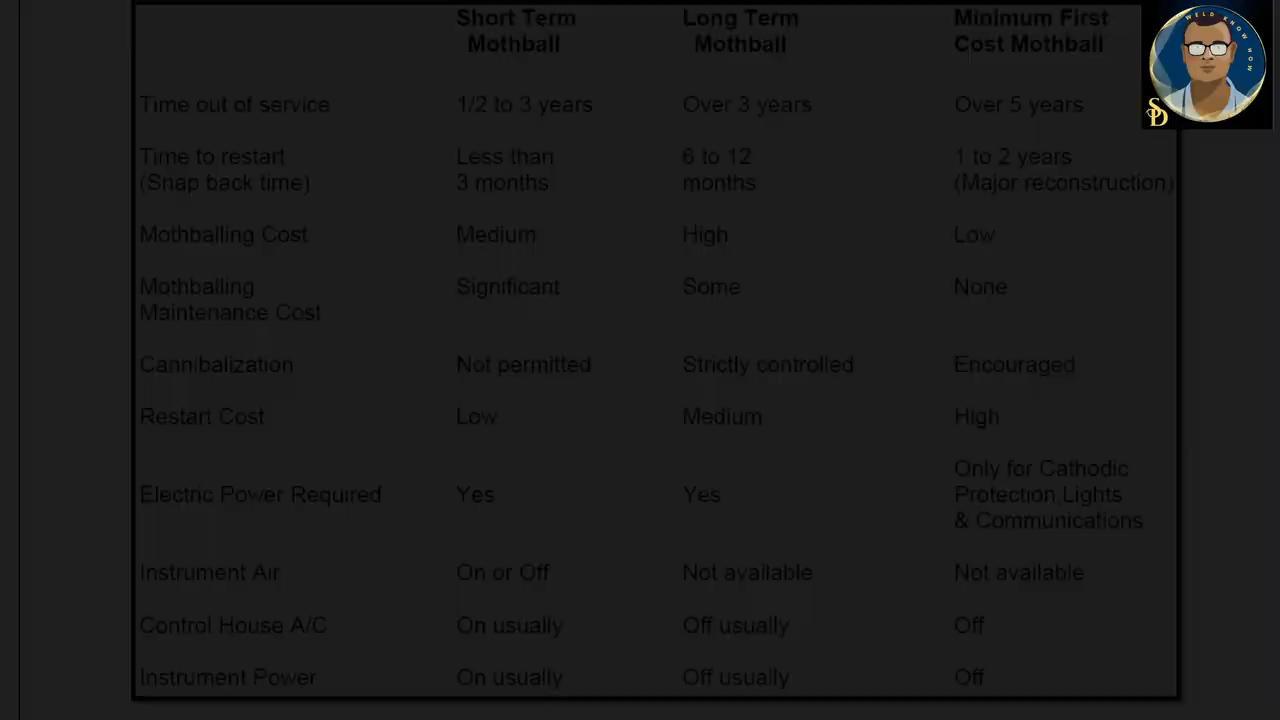 Short Term Long Term Minimum First
Mothball Mothball Cost Mothball
Time out of service 1/2 to 3 years Over 3 years Over 5 years
Time to restart Less than 6 to 12 1 to 2 years
(Snap back time) 3 months months (Major reconstruction)
Mothballing Cost Medium High Low
Mothballing Significant Some None
Maintenance Cost
Cannibalization Not permitted Strictly controlled Encouraged
Restart Cost Low Medium High
Only for Cathodic
Electric Power Required Yes Yes Protection,Lights
& Communications
Instrument Air On or Off Not available Not available
Control House A/C On usually Off usually Off
Instrument Power On usually Off usually Off
WELD KNOW HOW
SD